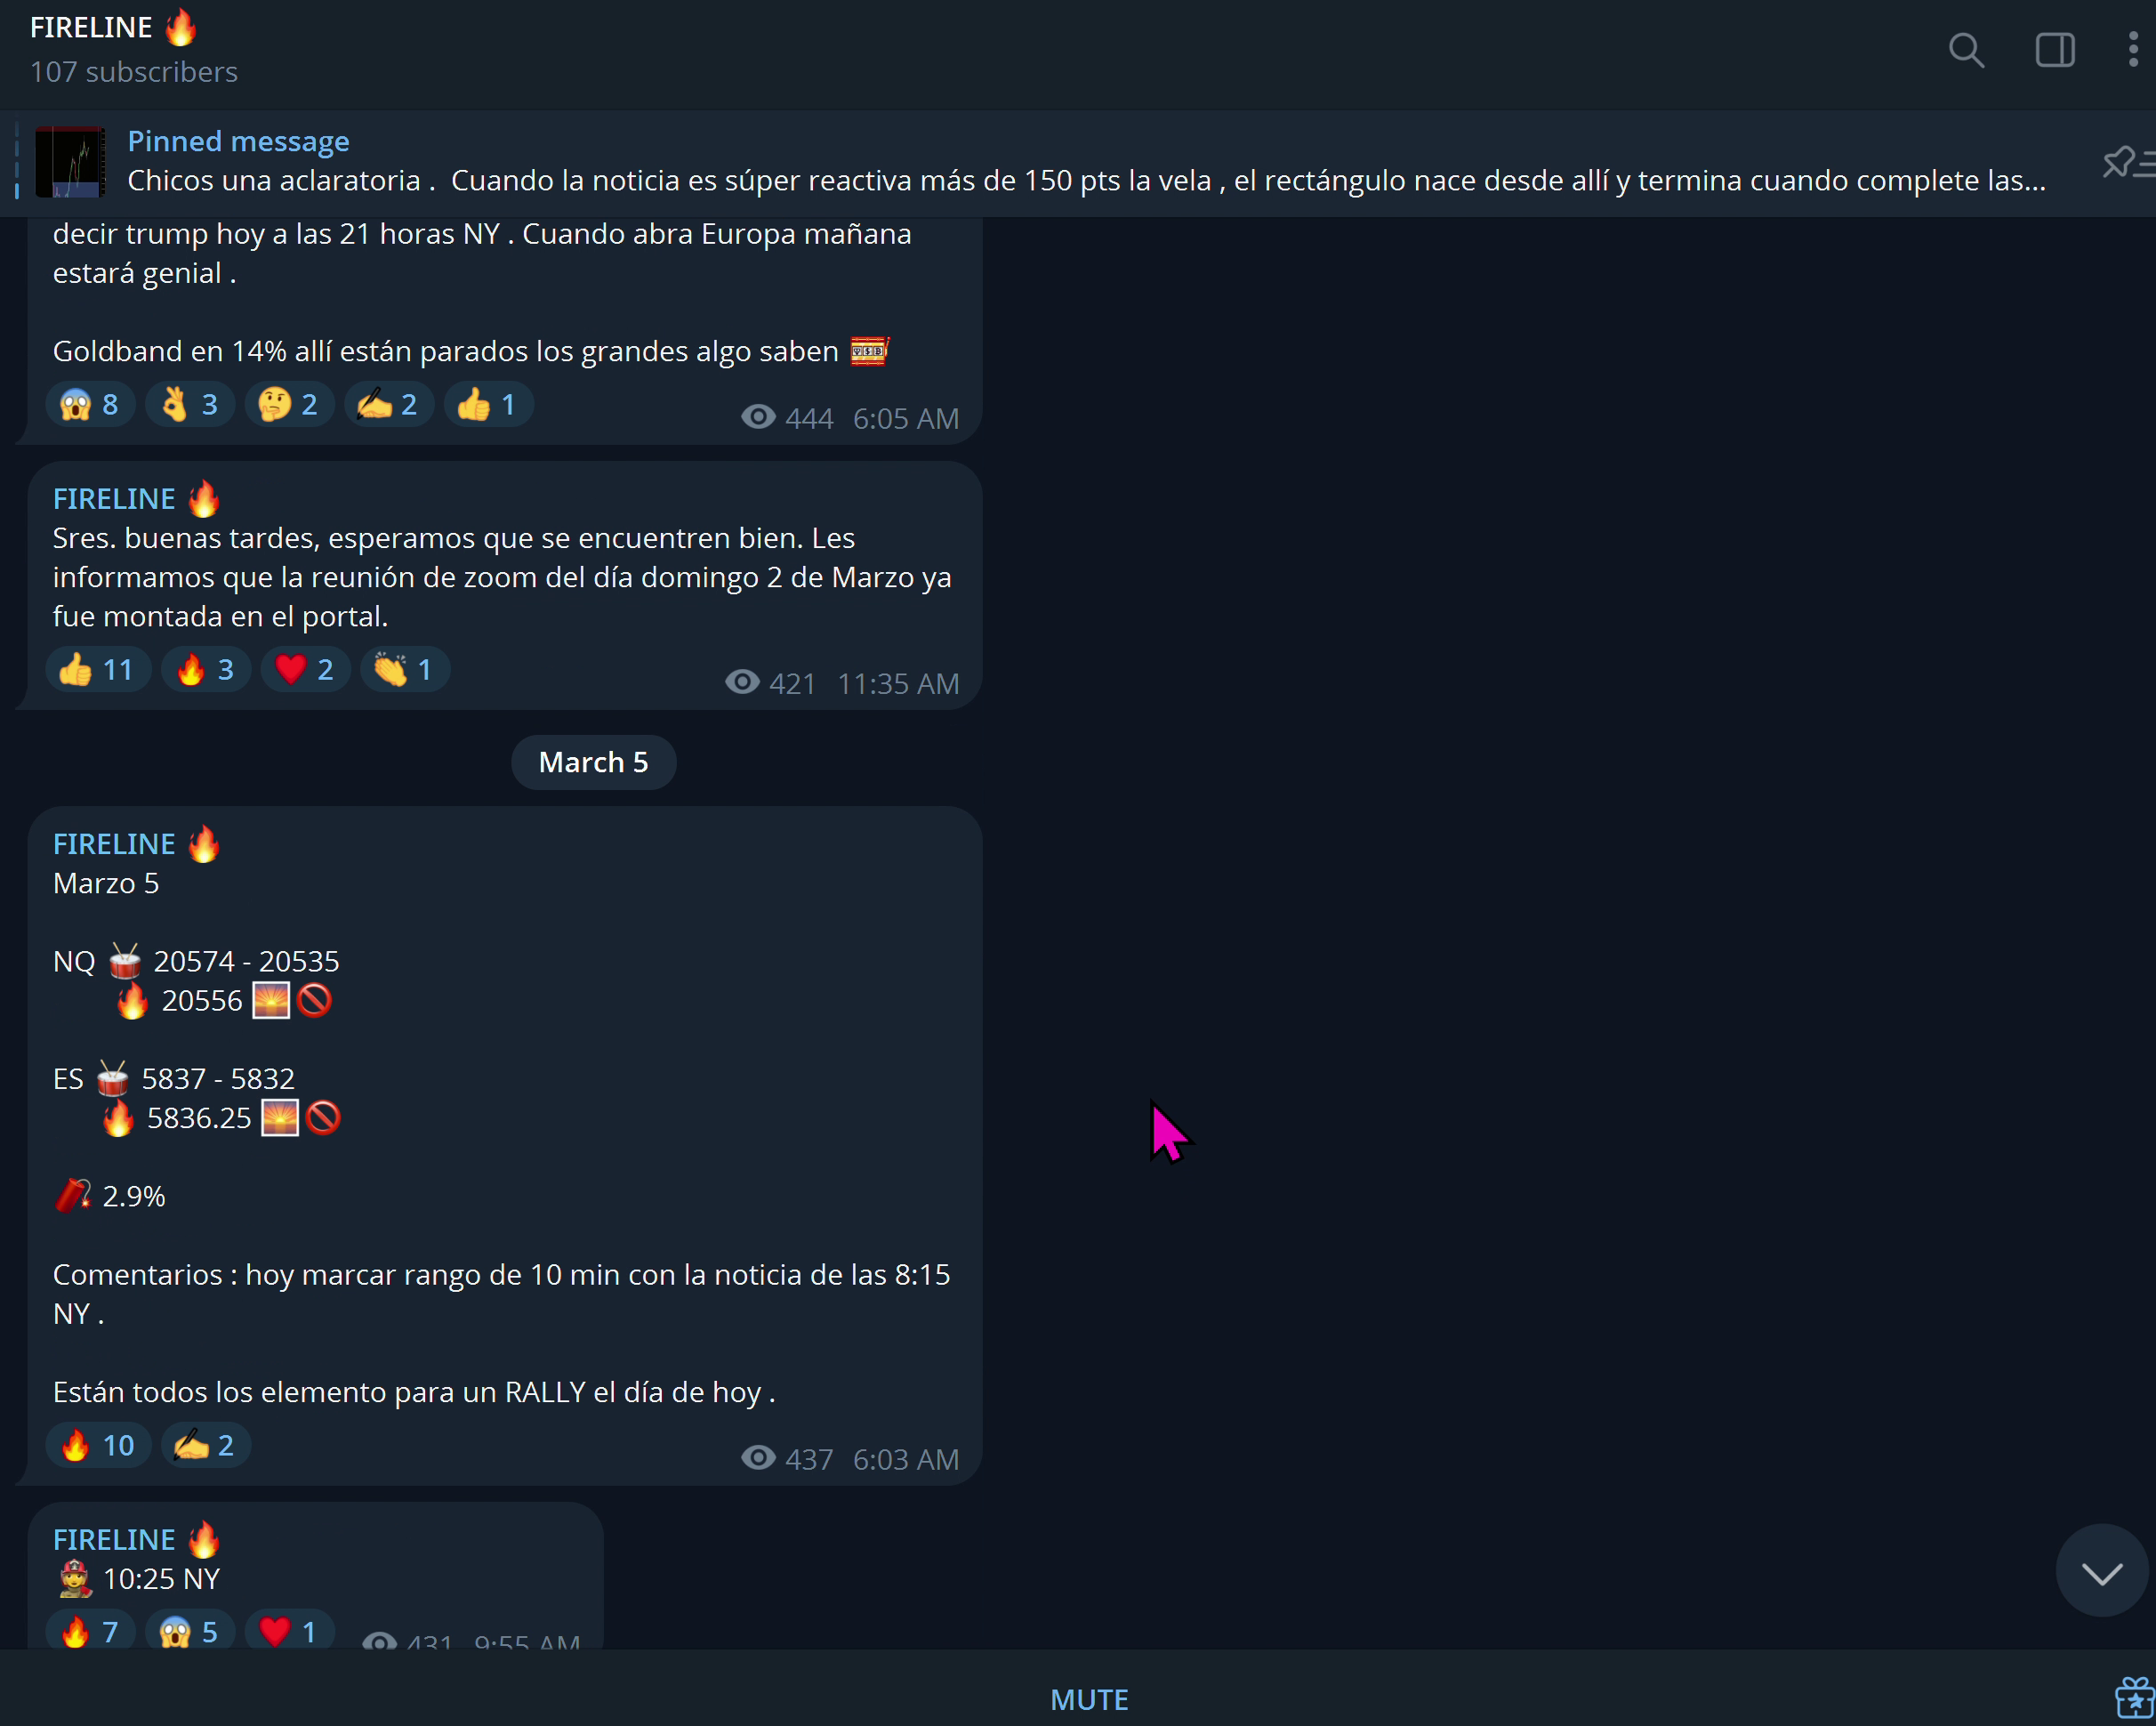 FIRELINE 🔥
107 subscribers
Pinned message
Chicos una aclaratoria .  Cuando la noticia es súper reactiva más de 150 pts la vela , el rectángulo nace desde allí y termina cuando complete las...
decir trump hoy a las 21 horas NY . Cuando abra Europa mañana
estará genial .
Goldband en 14% allí están parados los grandes algo saben 🧨
😱 8 👌 3 🤔 2 ✍️ 2 👍 1
444 6:05 AM
FIRELINE 🔥
Sres. buenas tardes, esperamos que se encuentren bien. Les
informamos que la reunión de zoom del día domingo 2 de Marzo ya
fue montada en el portal.
👍 11 🔥 3 ❤️ 2 👏 1
421 11:35 AM
March 5
FIRELINE 🔥
Marzo 5
NQ 🥁 20574 - 20535
🔥 20556 🌅🚫
ES 🥁 5837 - 5832
🔥 5836.25 🌅🚫
🧨 2.9%
Comentarios : hoy marcar rango de 10 min con la noticia de las 8:15
NY .
Están todos los elemento para un RALLY el día de hoy .
🔥 10 ✍️ 2
437 6:03 AM
FIRELINE 🔥
🧑‍🚒 10:25 NY
🔥 7 😱 5 ❤️ 1
431 9:55 AM
MUTE